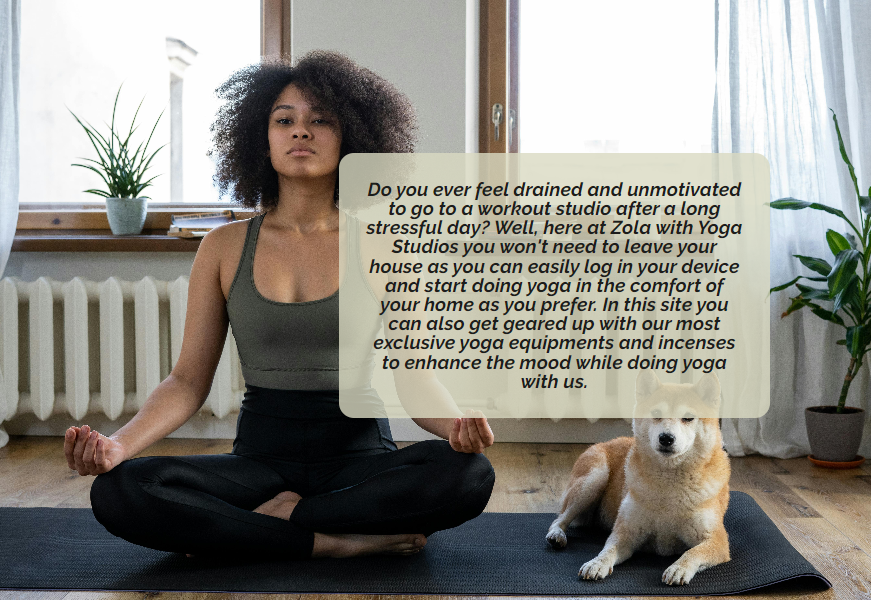 Do you ever feel drained and unmotivated
to go to a workout studio after a long
stressful day? Well, here at Zola with Yoga
Studios you won't need to leave your
house as you can easily log in your device
and start doing yoga in the comfort of
your home as you prefer. In this site you
can also get geared up with our most
exclusive yoga equipments and incenses
to enhance the mood while doing yoga
with us.